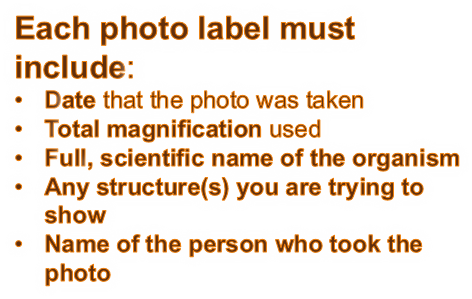 Each photo label must
include:
• Date that the photo was taken
• Total magnification used
• Full, scientific name of the organism
• Any structure(s) you are trying to
show
• Name of the person who took the
photo